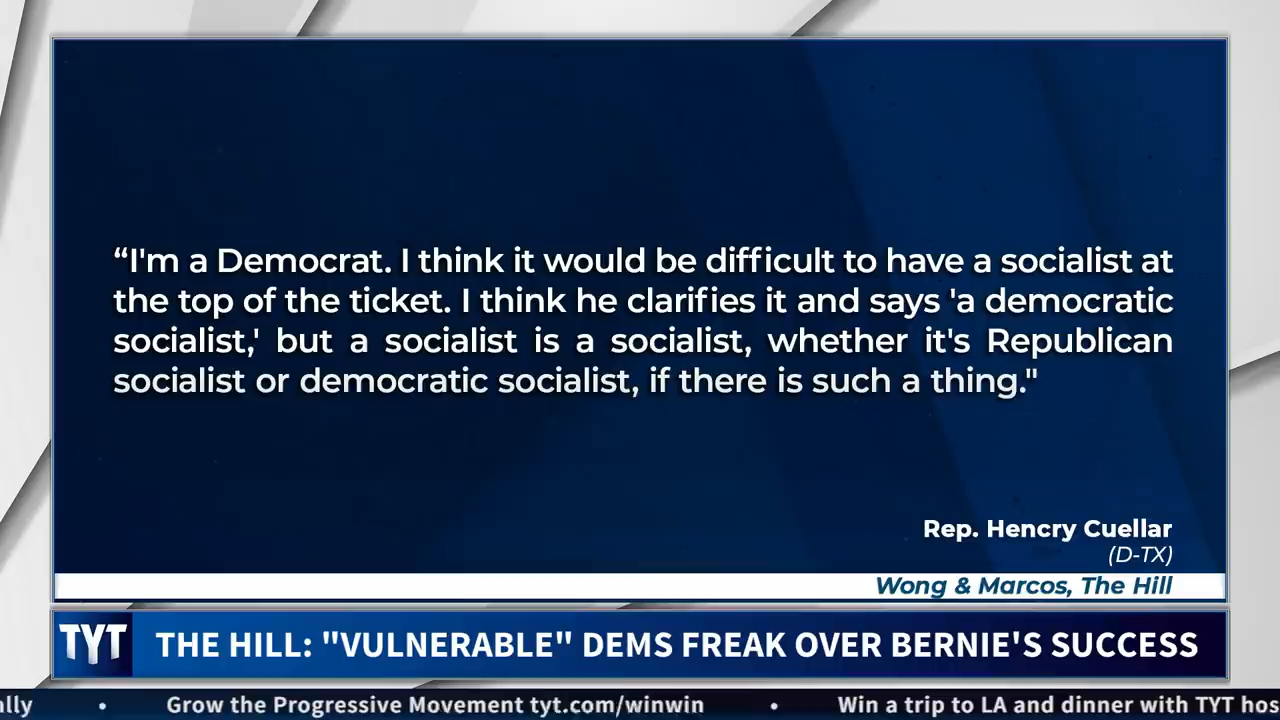 “I'm a Democrat. I think it would be difficult to have a socialist at
the top of the ticket. I think he clarifies it and says 'a democratic
socialist,' but a socialist is a socialist, whether it's Republican
socialist or democratic socialist, if there is such a thing."
Rep. Hencry Cuellar
(D-TX)
Wong & Marcos, The Hill
TYT THE HILL: "VULNERABLE" DEMS FREAK OVER BERNIE'S SUCCESS
lly • Grow the Progressive Movement tyt.com/winwin • Win a trip to LA and dinner with TYT hos